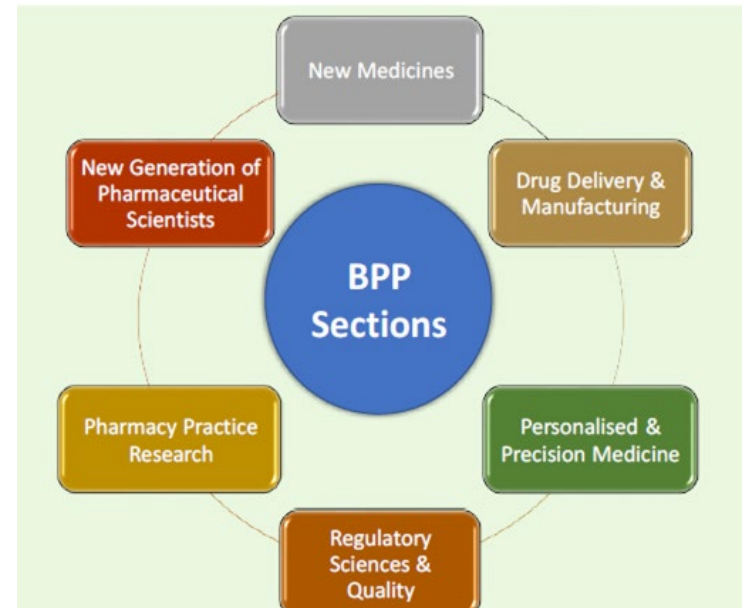 New Medicines
New Generation of
Pharmaceutical
Scientists
Drug Delivery &
Manufacturing
BPP
Sections
Pharmacy Practice
Research
Personalised &
Precision Medicine
Regulatory
Sciences &
Quality